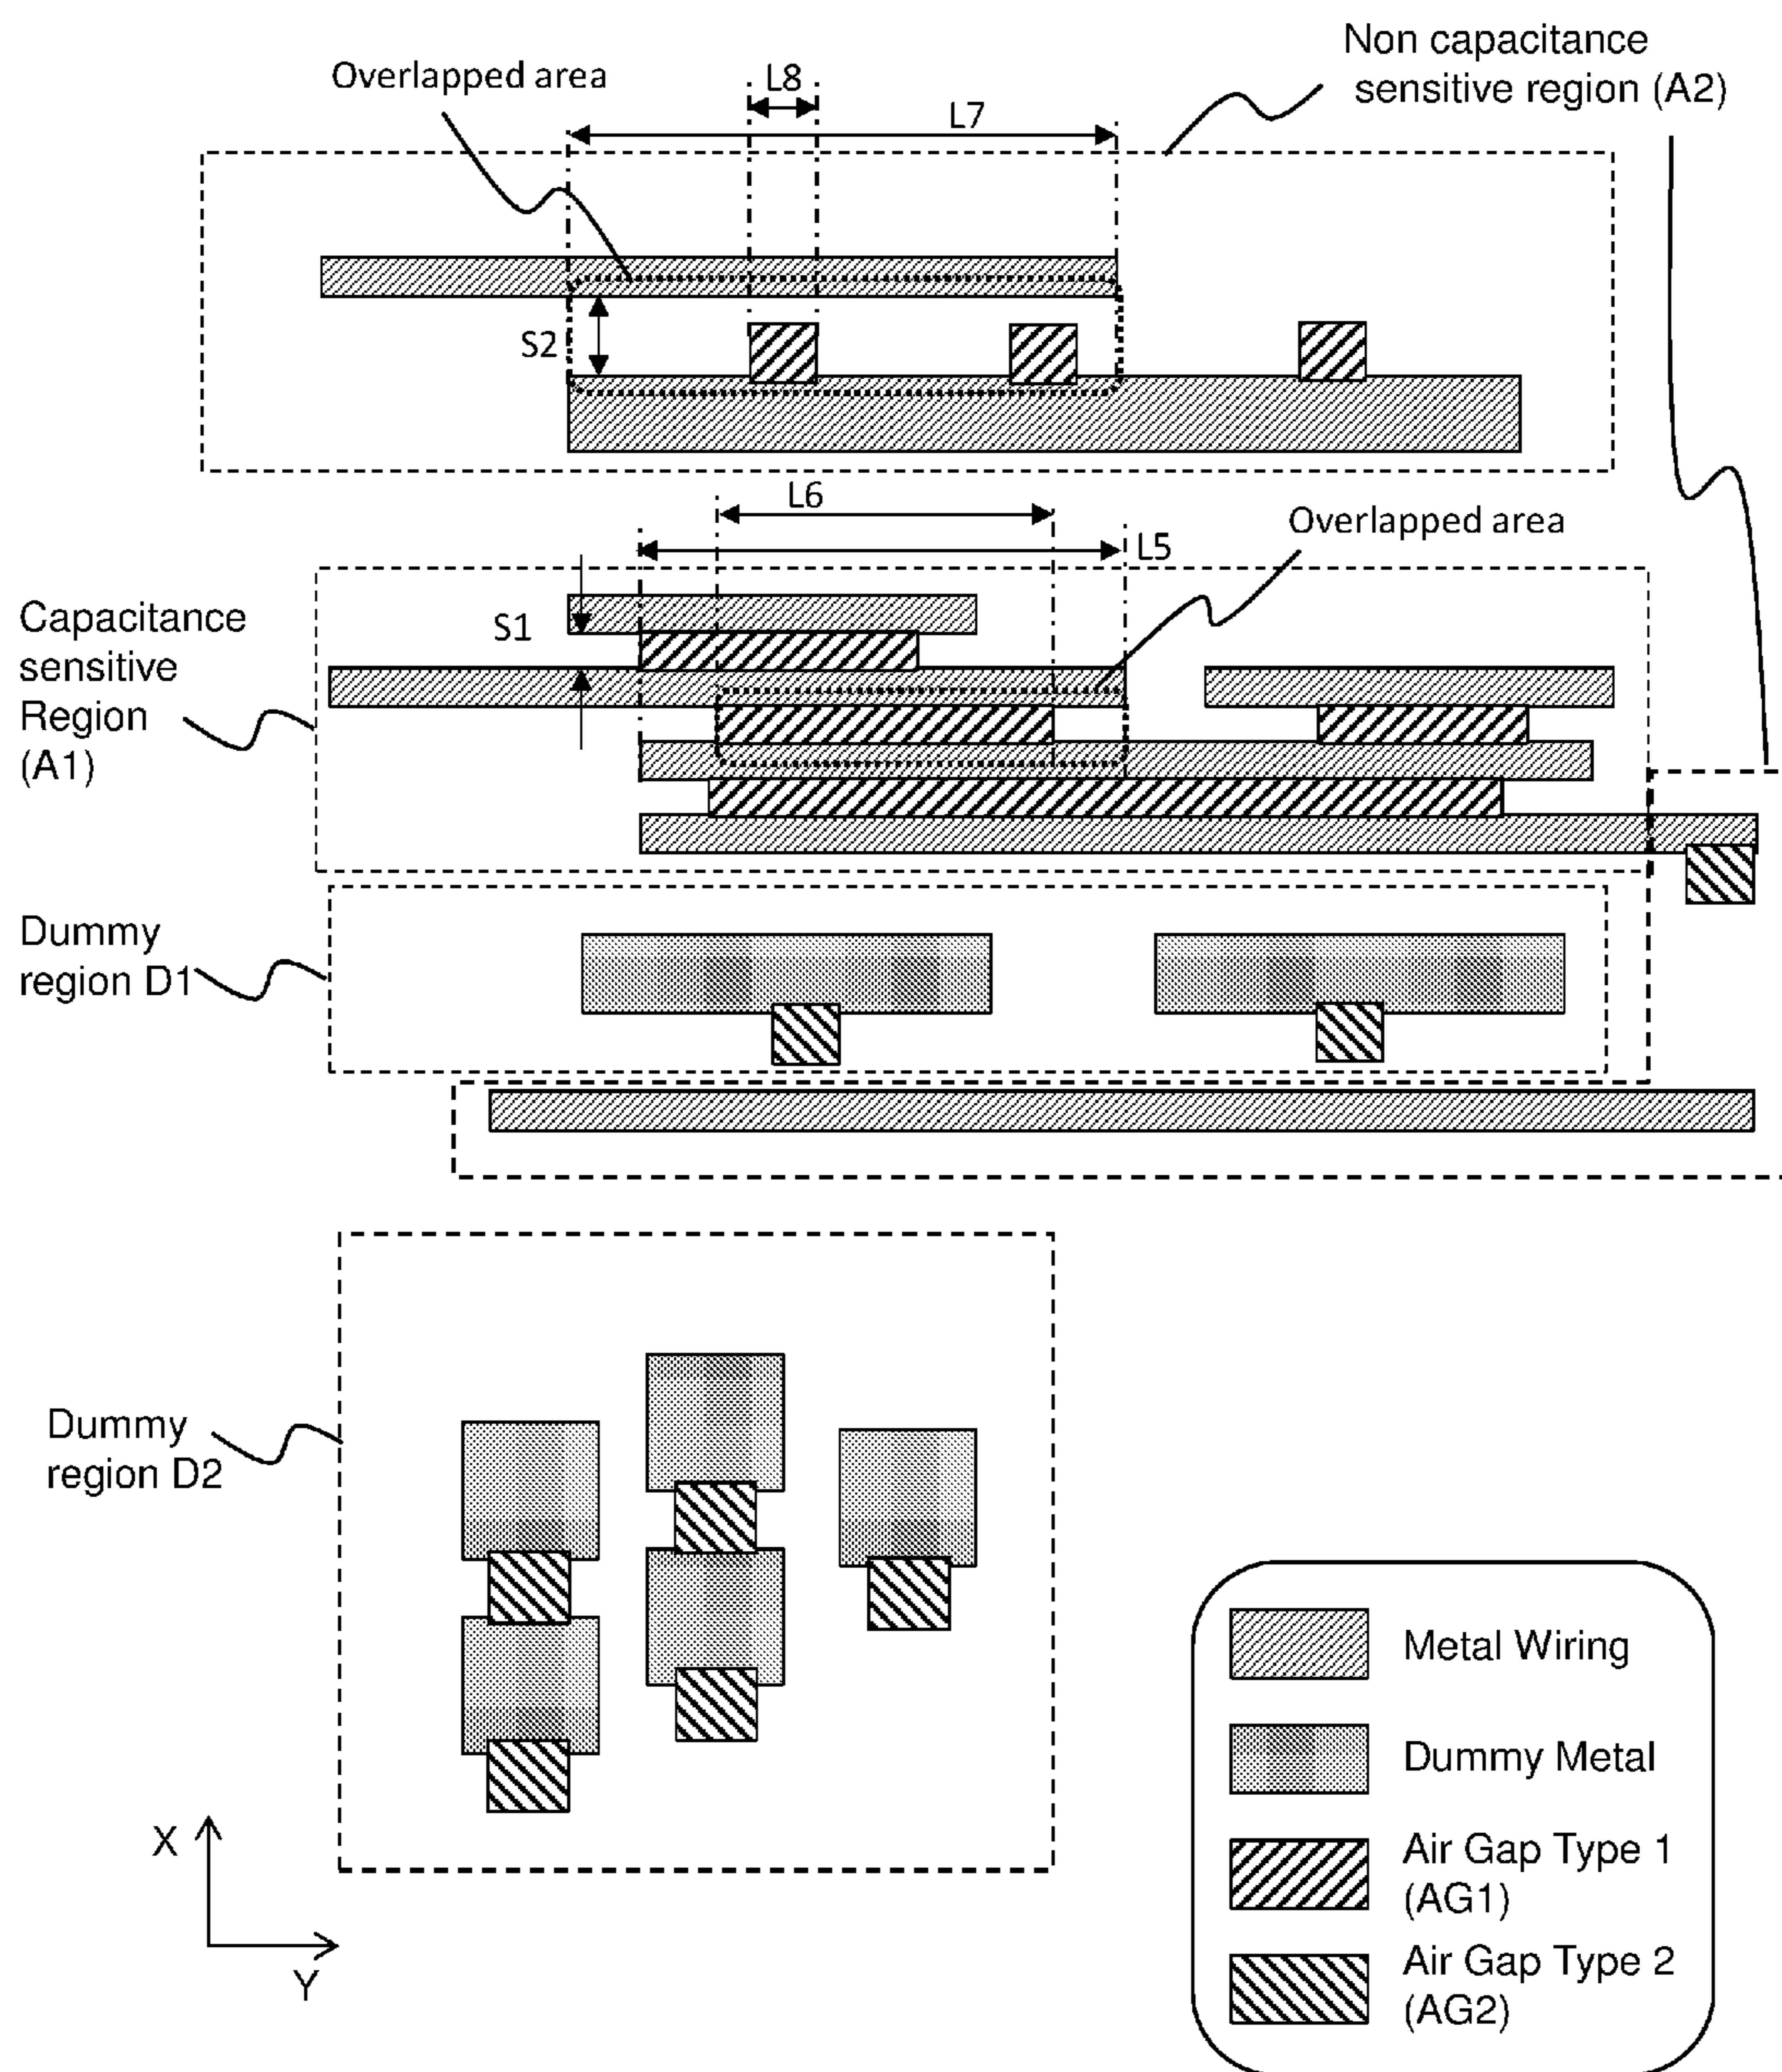 Non capacitance
sensitive region (A2)
Overlapped area
L8
L7
S2
L6
Overlapped area
L5
Capacitance
sensitive
Region
(A1)
S1
Dummy
region D1
Dummy
region D2
X
Y
Metal Wiring
Dummy Metal
Air Gap Type 1
(AG1)
Air Gap Type 2
(AG2)